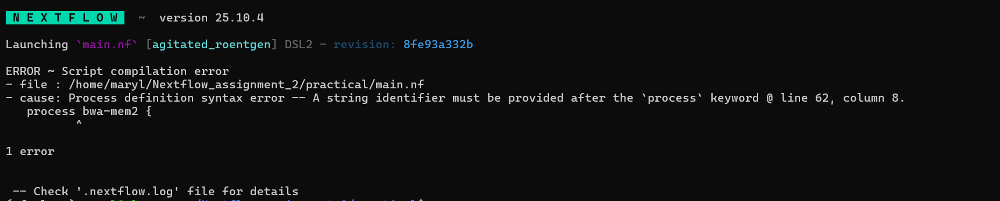 N E X T F L O W ~ version 25.10.4
Launching `main.nf` [agitated_roentgen] DSL2 - revision: 8fe93a332b
ERROR ~ Script compilation error
- file : /home/maryl/Nextflow_assignment_2/practical/main.nf
- cause: Process definition syntax error -- A string identifier must be provided after the `process` keyword @ line 62, column 8.
process bwa-mem2 {
^
1 error
-- Check '.nextflow.log' file for details